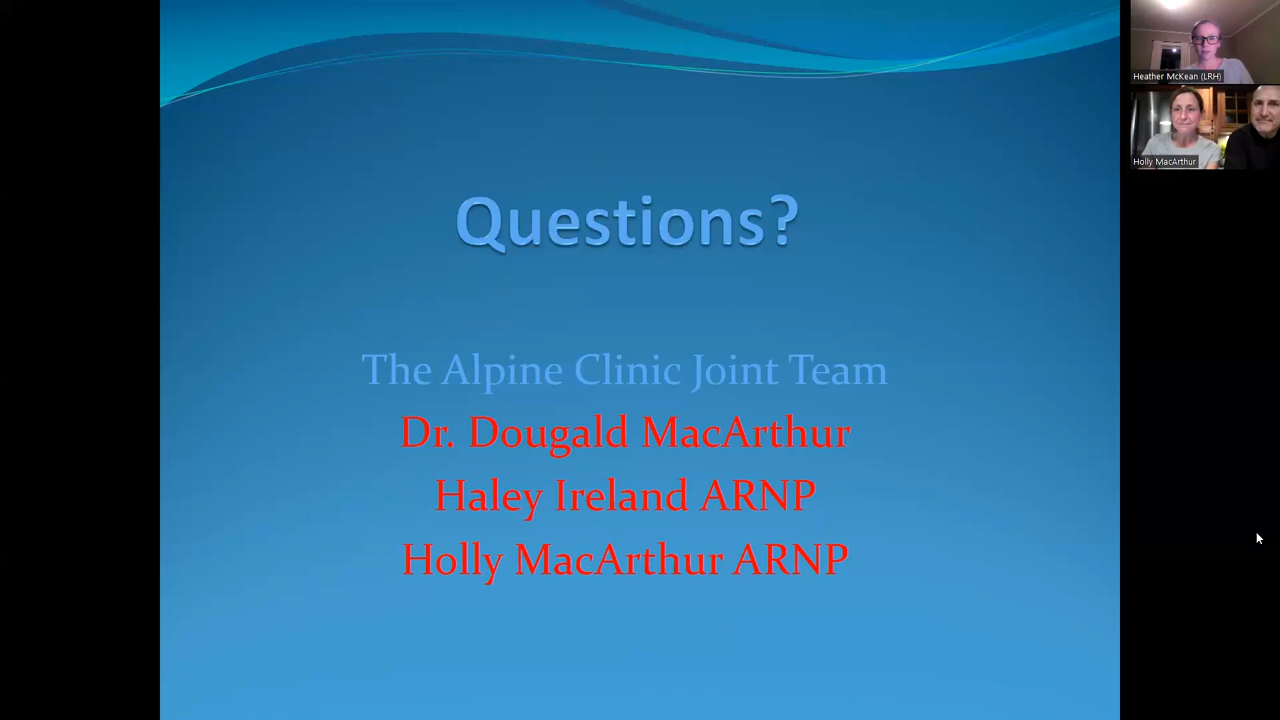 Heather McKean (LRH)
Holly MacArthur
Questions?
The Alpine Clinic Joint Team
Dr. Dougald MacArthur
Haley Ireland ARNP
Holly MacArthur ARNP